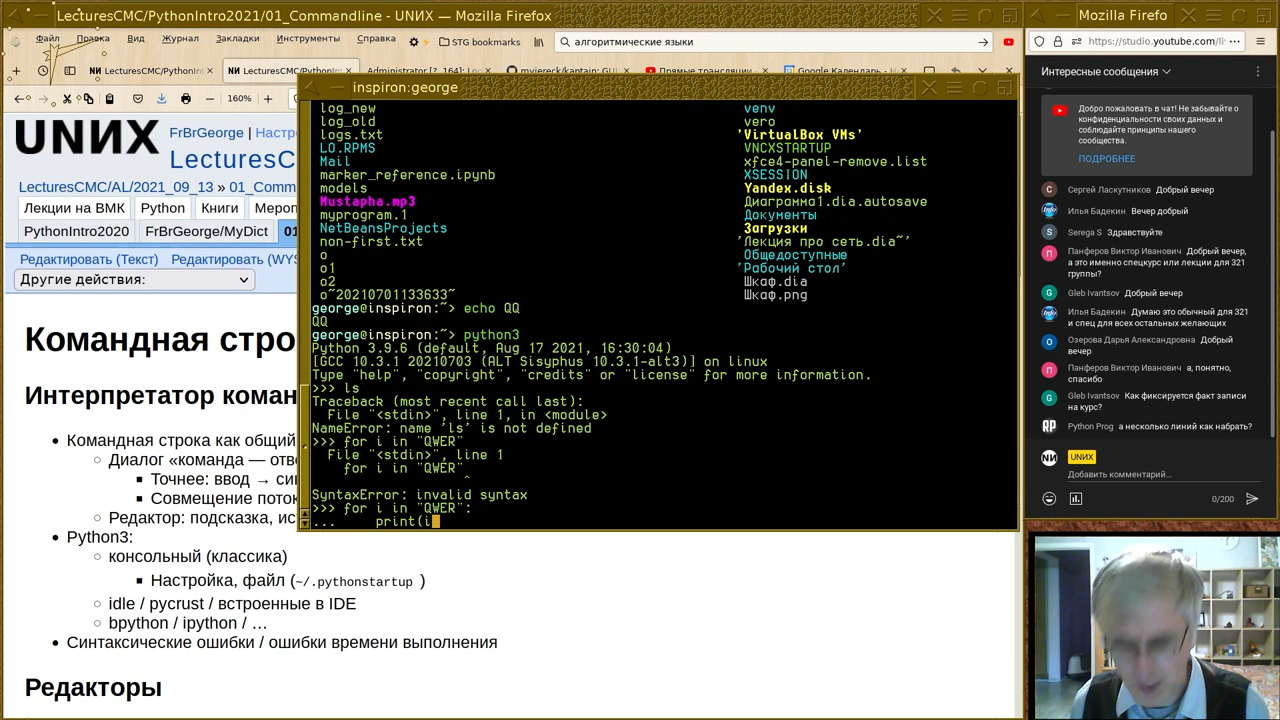 LecturesCMC/PythonIntro2021/01_Commandline - UNИX — Mozilla Firefox
Mozilla Firefo
Файл Правка Вид Журнал Закладки Инструменты Справка
STG bookmarks
алгоритмические языки
https://studio.youtube.com/li
LecturesCMC/PythonIn
LecturesCMC/PythonInt
Administrator [?, 164]: Log
mviereck/kaptain: GUI
Прямые трансляции
Google Календарь - Н
160%
UNИX
FrBrGeorge | Настро
LecturesC
LecturesCMC/AL/2021_09_13 » 01_Comm
Лекции на ВМК Python Книги Мероп
PythonIntro2020 FrBrGeorge/MyDict 01
Редактировать (Текст) Редактировать (WYS
Другие действия:
Командная стро
Интерпретатор коман
Командная строка как общий
Диалог «команда — отве
Точнее: ввод → син
Совмещение поток
Редактор: подсказка, ис
Python3:
консольный (классика)
Настройка, файл (~/.pythonstartup )
idle / pycrust / встроенные в IDE
bpython / ipython / …
Синтаксические ошибки / ошибки времени выполнения
Редакторы
inspiron:george
log_new venv
log_old vero
logs.txt 'VirtualBox VMs'
LO.RPMS VNCXSTARTUP
Mail xfce4-panel-remove.list
marker_reference.ipynb XSESSION
models Yandex.disk
Mustapha.mp3 Диаграмма1.dia.autosave
myprogram.1 Документы
NetBeansProjects Загрузки
non-first.txt 'Лекция про сеть.dia~'
o Общедоступные
o1 'Рабочий стол'
o2 Шкаф.dia
o~20210701133633~ Шкаф.png
george@inspiron:~> echo QQ
QQ
george@inspiron:~> python3
Python 3.9.6 (default, Aug 17 2021, 16:30:04)
[GCC 10.3.1 20210703 (ALT Sisyphus 10.3.1-alt3)] on linux
Type "help", "copyright", "credits" or "license" for more information.
>>> ls
Traceback (most recent call last):
File "<stdin>", line 1, in <module>
NameError: name 'ls' is not defined
>>> for i in "QWER"
File "<stdin>", line 1
for i in "QWER"
^
SyntaxError: invalid syntax
>>> for i in "QWER":
... print(i
Интересные сообщения
Добро пожаловать в чат! Не забывайте о
конфиденциальности своих данных и
соблюдайте принципы нашего
сообщества.
ПОДРОБНЕЕ
Сергей Ласкутников Добрый вечер
Илья Бадекин Вечер добрый
Serega S Здравствуйте
Панферов Виктор Иванович Добрый вечер,
а это именно спецкурс или лекции для 321
группы?
Gleb Ivantsov Добрый вечер
Илья Бадекин Думаю это обычный для 321
и спец для всех остальных желающих
Озерова Дарья Александровна Добрый
вечер
Панферов Виктор Иванович а, понятно,
спасибо
Gleb Ivantsov Как фиксируется факт записи
на курс?
Python Prog а несколько линий как набрать?
UNИX
Добавить комментарий...
0/200